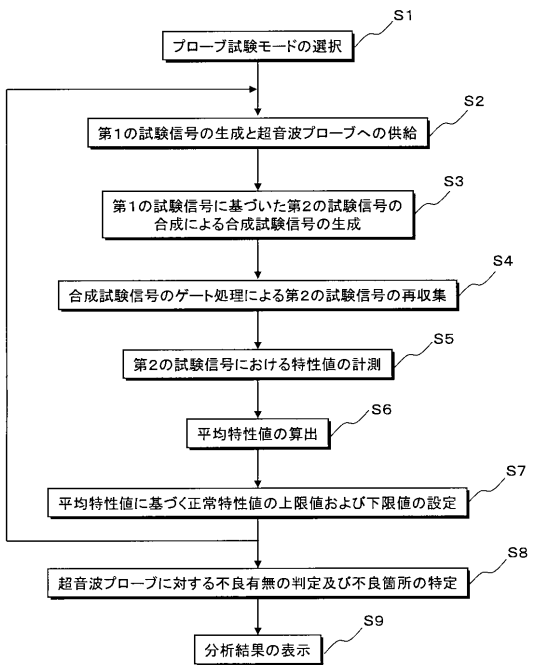 S1
プローブ試験モードの選択
S2
第1の試験信号の生成と超音波プローブへの供給
S3
第1の試験信号に基づいた第2の試験信号の
合成による合成試験信号の生成
S4
合成試験信号のゲート処理による第2の試験信号の再収集
S5
第2の試験信号における特性値の計測
S6
平均特性値の算出
S7
平均特性値に基づく正常特性値の上限値および下限値の設定
S8
超音波プローブに対する不良有無の判定及び不良箇所の特定
S9
分析結果の表示